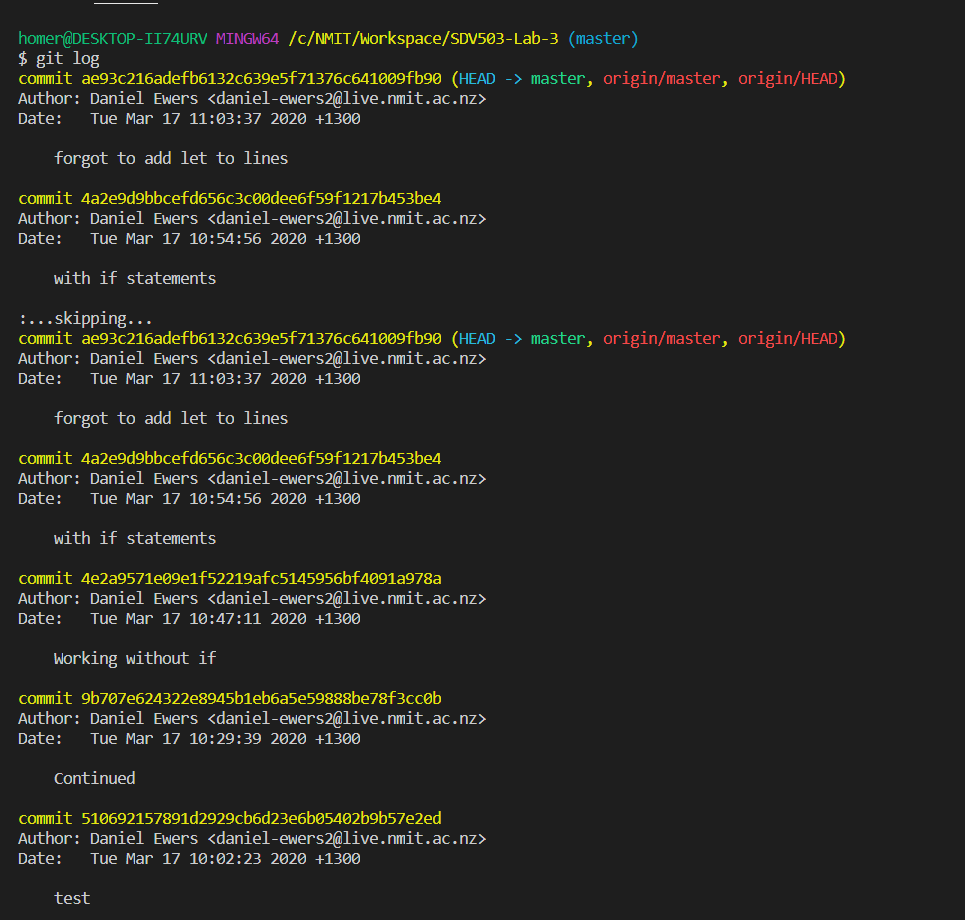 homer@DESKTOP-II74URV MINGW64 /c/NMIT/Workspace/SDV503-Lab-3 (master)
$ git log
commit ae93c216adefb6132c639e5f71376c641009fb90 (HEAD -> master, origin/master, origin/HEAD)
Author: Daniel Ewers <daniel-ewers2@live.nmit.ac.nz>
Date:   Tue Mar 17 11:03:37 2020 +1300

    forgot to add let to lines

commit 4a2e9d9bbcefd656c3c00dee6f59f1217b453be4
Author: Daniel Ewers <daniel-ewers2@live.nmit.ac.nz>
Date:   Tue Mar 17 10:54:56 2020 +1300

    with if statements

:...skipping...
commit ae93c216adefb6132c639e5f71376c641009fb90 (HEAD -> master, origin/master, origin/HEAD)
Author: Daniel Ewers <daniel-ewers2@live.nmit.ac.nz>
Date:   Tue Mar 17 11:03:37 2020 +1300

    forgot to add let to lines

commit 4a2e9d9bbcefd656c3c00dee6f59f1217b453be4
Author: Daniel Ewers <daniel-ewers2@live.nmit.ac.nz>
Date:   Tue Mar 17 10:54:56 2020 +1300

    with if statements

commit 4e2a9571e09e1f52219afc5145956bf4091a978a
Author: Daniel Ewers <daniel-ewers2@live.nmit.ac.nz>
Date:   Tue Mar 17 10:47:11 2020 +1300

    Working without if

commit 9b707e624322e8945b1eb6a5e59888be78f3cc0b
Author: Daniel Ewers <daniel-ewers2@live.nmit.ac.nz>
Date:   Tue Mar 17 10:29:39 2020 +1300

    Continued

commit 510692157891d2929cb6d23e6b05402b9b57e2ed
Author: Daniel Ewers <daniel-ewers2@live.nmit.ac.nz>
Date:   Tue Mar 17 10:02:23 2020 +1300

    test